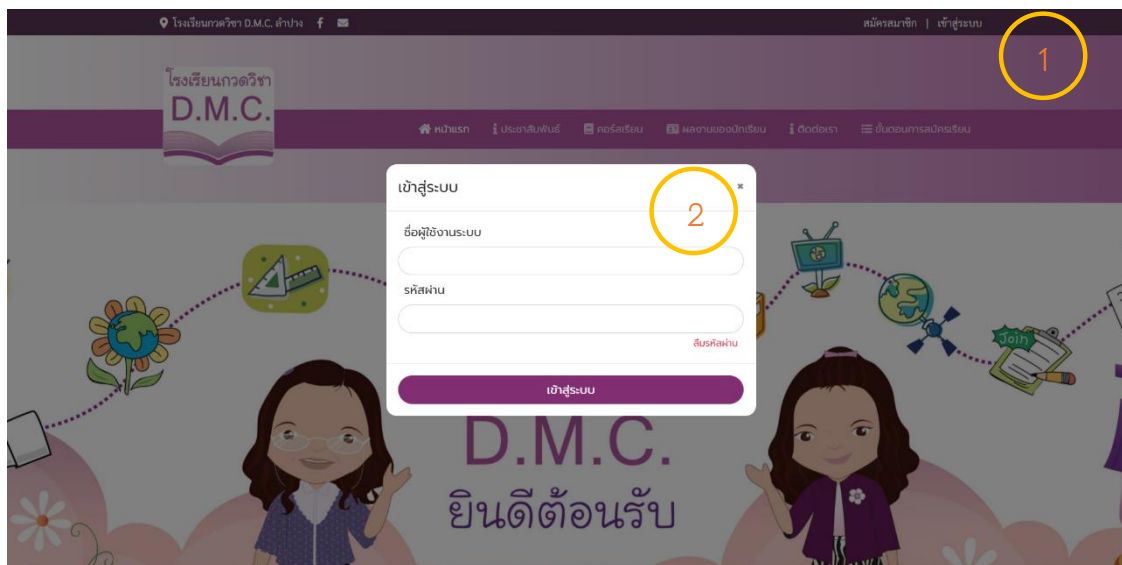 โรงเรียนกวดวิชา D.M.C. ลำปาง
สมัครสมาชิก | เข้าสู่ระบบ
1
โรงเรียนกวดวิชา
D.M.C.
หน้าแรก ประชาสัมพันธ์ คอร์สเรียน ผลงานของนักเรียน ติดต่อเรา ขั้นตอนการสมัครเรียน
เข้าสู่ระบบ
×
2
ชื่อผู้ใช้งานระบบ
รหัสผ่าน
ลืมรหัสผ่าน
เข้าสู่ระบบ
Join
D.M.C.
ยินดีต้อนรับ